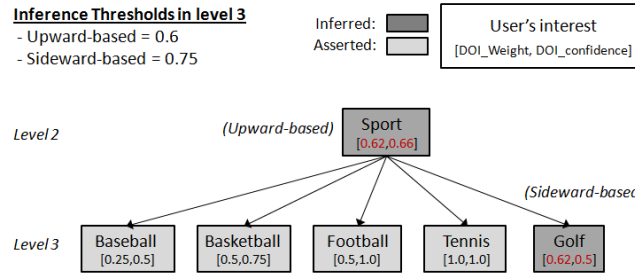 Inference Thresholds in level 3
- Upward-based = 0.6
- Sideward-based = 0.75
Inferred:
Asserted:
User's interest
[DOI_Weight, DOI_confidence]
Level 2
(Upward-based)
Sport
[0.62,0.66]
(Sideward-based
Level 3
Baseball
[0.25,0.5]
Basketball
[0.5,0.75]
Football
[0.5,1.0]
Tennis
[1.0,1.0]
Golf
[0.62,0.5]